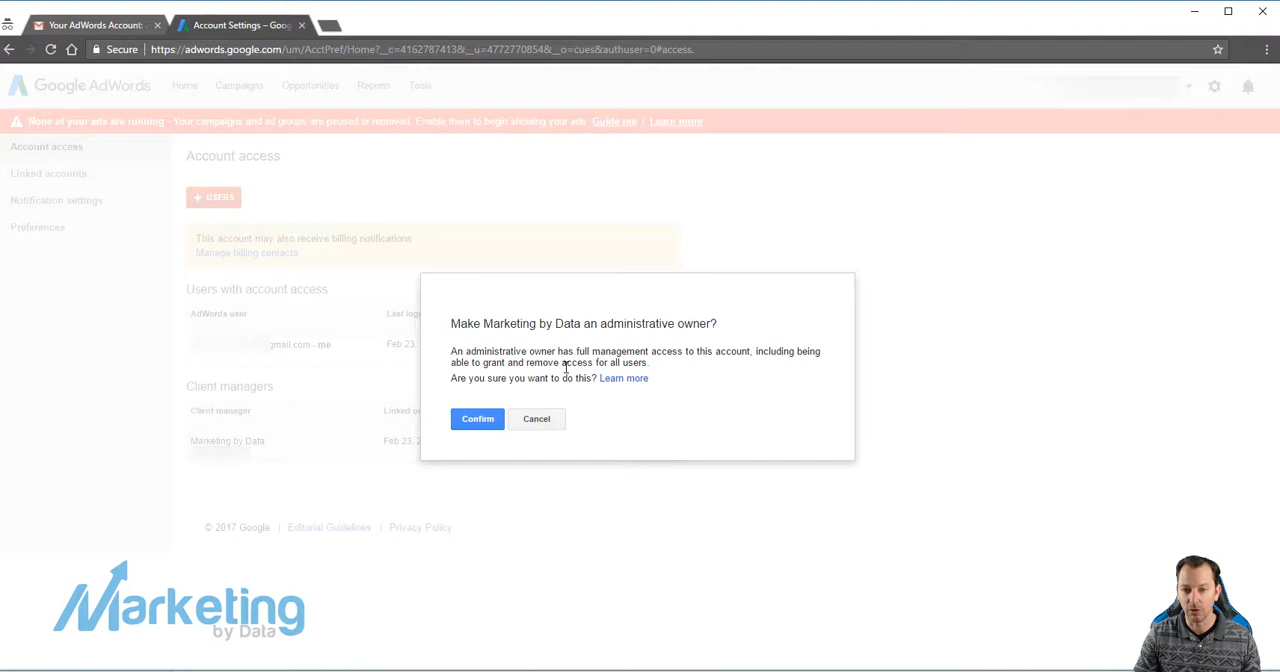 Your AdWords Account:
Account Settings – Goog
Secure
https://adwords.google.com/um/AcctPref/Home?__c=4162787413&__u=4772770854&__o=cues&authuser=0#access.
Google AdWords
Home
Campaigns
Opportunities
Reports
Tools
None of your ads are running - Your campaigns and ad groups are paused or removed. Enable them to begin showing your ads. Guide me | Learn more
Account access
Linked accounts
Notification settings
Preferences
Account access
+ USERS
This account may also receive billing notifications
Manage billing contacts
Users with account access
AdWords user
Last log
gmail.com - me
Feb 23,
Client managers
Client manager
Linked o
Marketing by Data
Feb 23, 2
Make Marketing by Data an administrative owner?
An administrative owner has full management access to this account, including being
able to grant and remove access for all users.
Are you sure you want to do this? Learn more
Confirm
Cancel
© 2017 Google | Editorial Guidelines | Privacy Policy
Marketing
by Data